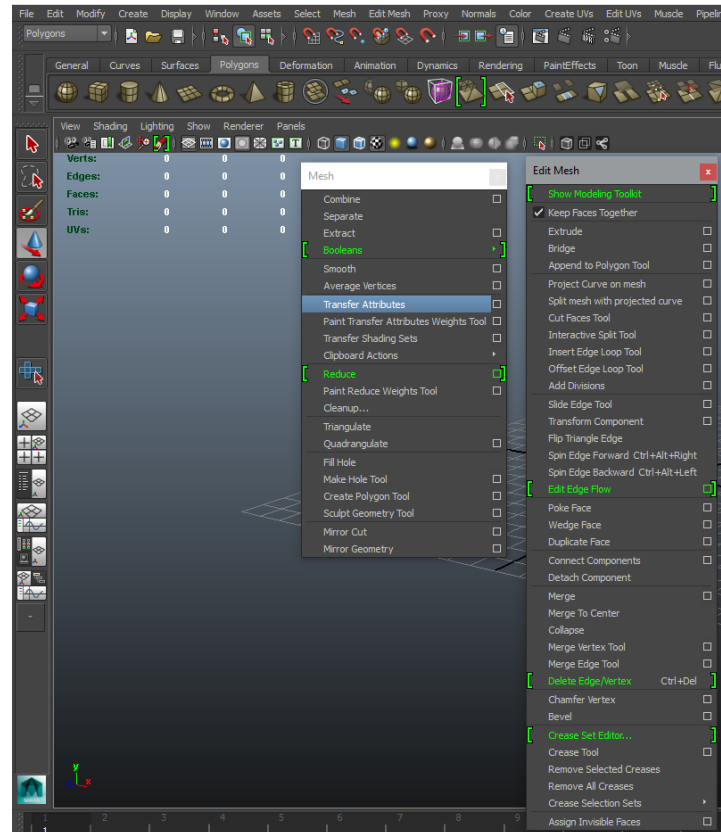 File Edit Modify Create Display Window Assets Select Mesh Edit Mesh Proxy Normals Color Create UVs Edit UVs Muscle Pipelin
Polygons
General Curves Surfaces Polygons Deformation Animation Dynamics Rendering PaintEffects Toon Muscle Flu
View Shading Lighting Show Renderer Panels
Verts: 0 0 0
Edges: 0 0 0
Faces: 0 0 0
Tris: 0 0 0
UVs: 0 0 0
Mesh
Combine
Separate
Extract
Booleans
Smooth
Average Vertices
Transfer Attributes
Paint Transfer Attributes Weights Tool
Transfer Shading Sets
Clipboard Actions
Reduce
Paint Reduce Weights Tool
Cleanup...
Triangulate
Quadrangulate
Fill Hole
Make Hole Tool
Create Polygon Tool
Sculpt Geometry Tool
Mirror Cut
Mirror Geometry
Edit Mesh
Show Modeling Toolkit
Keep Faces Together
Extrude
Bridge
Append to Polygon Tool
Project Curve on mesh
Split mesh with projected curve
Cut Faces Tool
Interactive Split Tool
Insert Edge Loop Tool
Offset Edge Loop Tool
Add Divisions
Slide Edge Tool
Transform Component
Flip Triangle Edge
Spin Edge Forward Ctrl+Alt+Right
Spin Edge Backward Ctrl+Alt+Left
Edit Edge Flow
Poke Face
Wedge Face
Duplicate Face
Connect Components
Detach Component
Merge
Merge To Center
Collapse
Merge Vertex Tool
Merge Edge Tool
Delete Edge/Vertex Ctrl+Del
Chamfer Vertex
Bevel
Crease Set Editor...
Crease Tool
Remove Selected Creases
Remove All Creases
Crease Selection Sets
Assign Invisible Faces
y
x
1 2 3 4 5 6 7 8 9
1